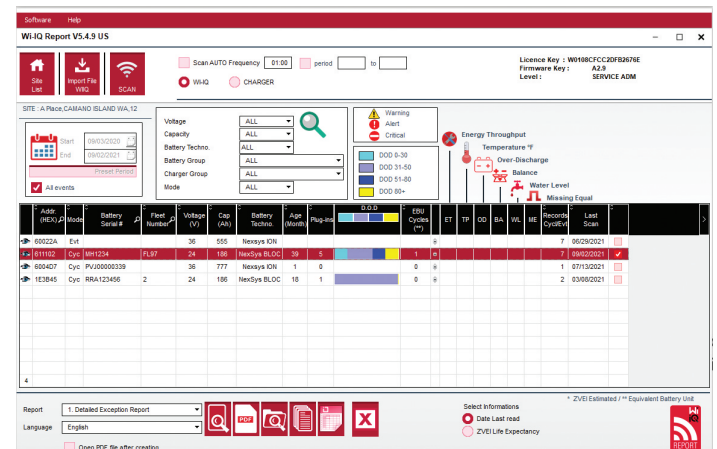 Software Help
Wi-IQ Report V5.4.9 US
Site List
Import File WIIQ
SCAN
Scan AUTO Frequency 01:00 period to
Wi-IQ CHARGER
Licence Key : W0108CFCC2DFB2676E
Firmware Key : A2.9
Level : SERVICE ADM
SITE : A Place,CAMANO ISLAND WA,12
Start 09/03/2020
End 09/02/2021
Preset Period
All events
Voltage ALL
Capacity ALL
Battery Techno. ALL
Battery Group ALL
Charger Group ALL
Mode ALL
Warning
Alert
Critical
DOD 0-30
DOD 31-50
DOD 51-80
DOD 80+
Energy Throughput
Temperature °F
Over-Discharge
Balance
Water Level
Missing Equal
Addr. (HEX) Mode Battery Serial # Fleet Number Voltage (V) Cap (Ah) Battery Techno. Age (Month) Plug-ins D.O.D EBU Cycles (**) ET TP OD BA WL ME Records Cycl/Evt Last Scan
60022A Evt 36 555 Nexsys ION 7 06/29/2021
611102 Cyc MH1234 FL97 24 186 NexSys BLOC 39 5 1 7 09/02/2021
6004D7 Cyc PVJ00000339 36 777 Nexsys ION 1 0 0 1 07/13/2021
1E3B45 Cyc RRA123456 2 24 186 NexSys BLOC 18 1 0 2 03/08/2021
4
* ZVEI Estimated / ** Equivalent Battery Unit
Report 1. Detailed Exception Report
Language English
Open PDF file after creation
PDF
X
Select Informations
Date Last read
ZVEI Life Expectancy
Wi IQ
REPORT